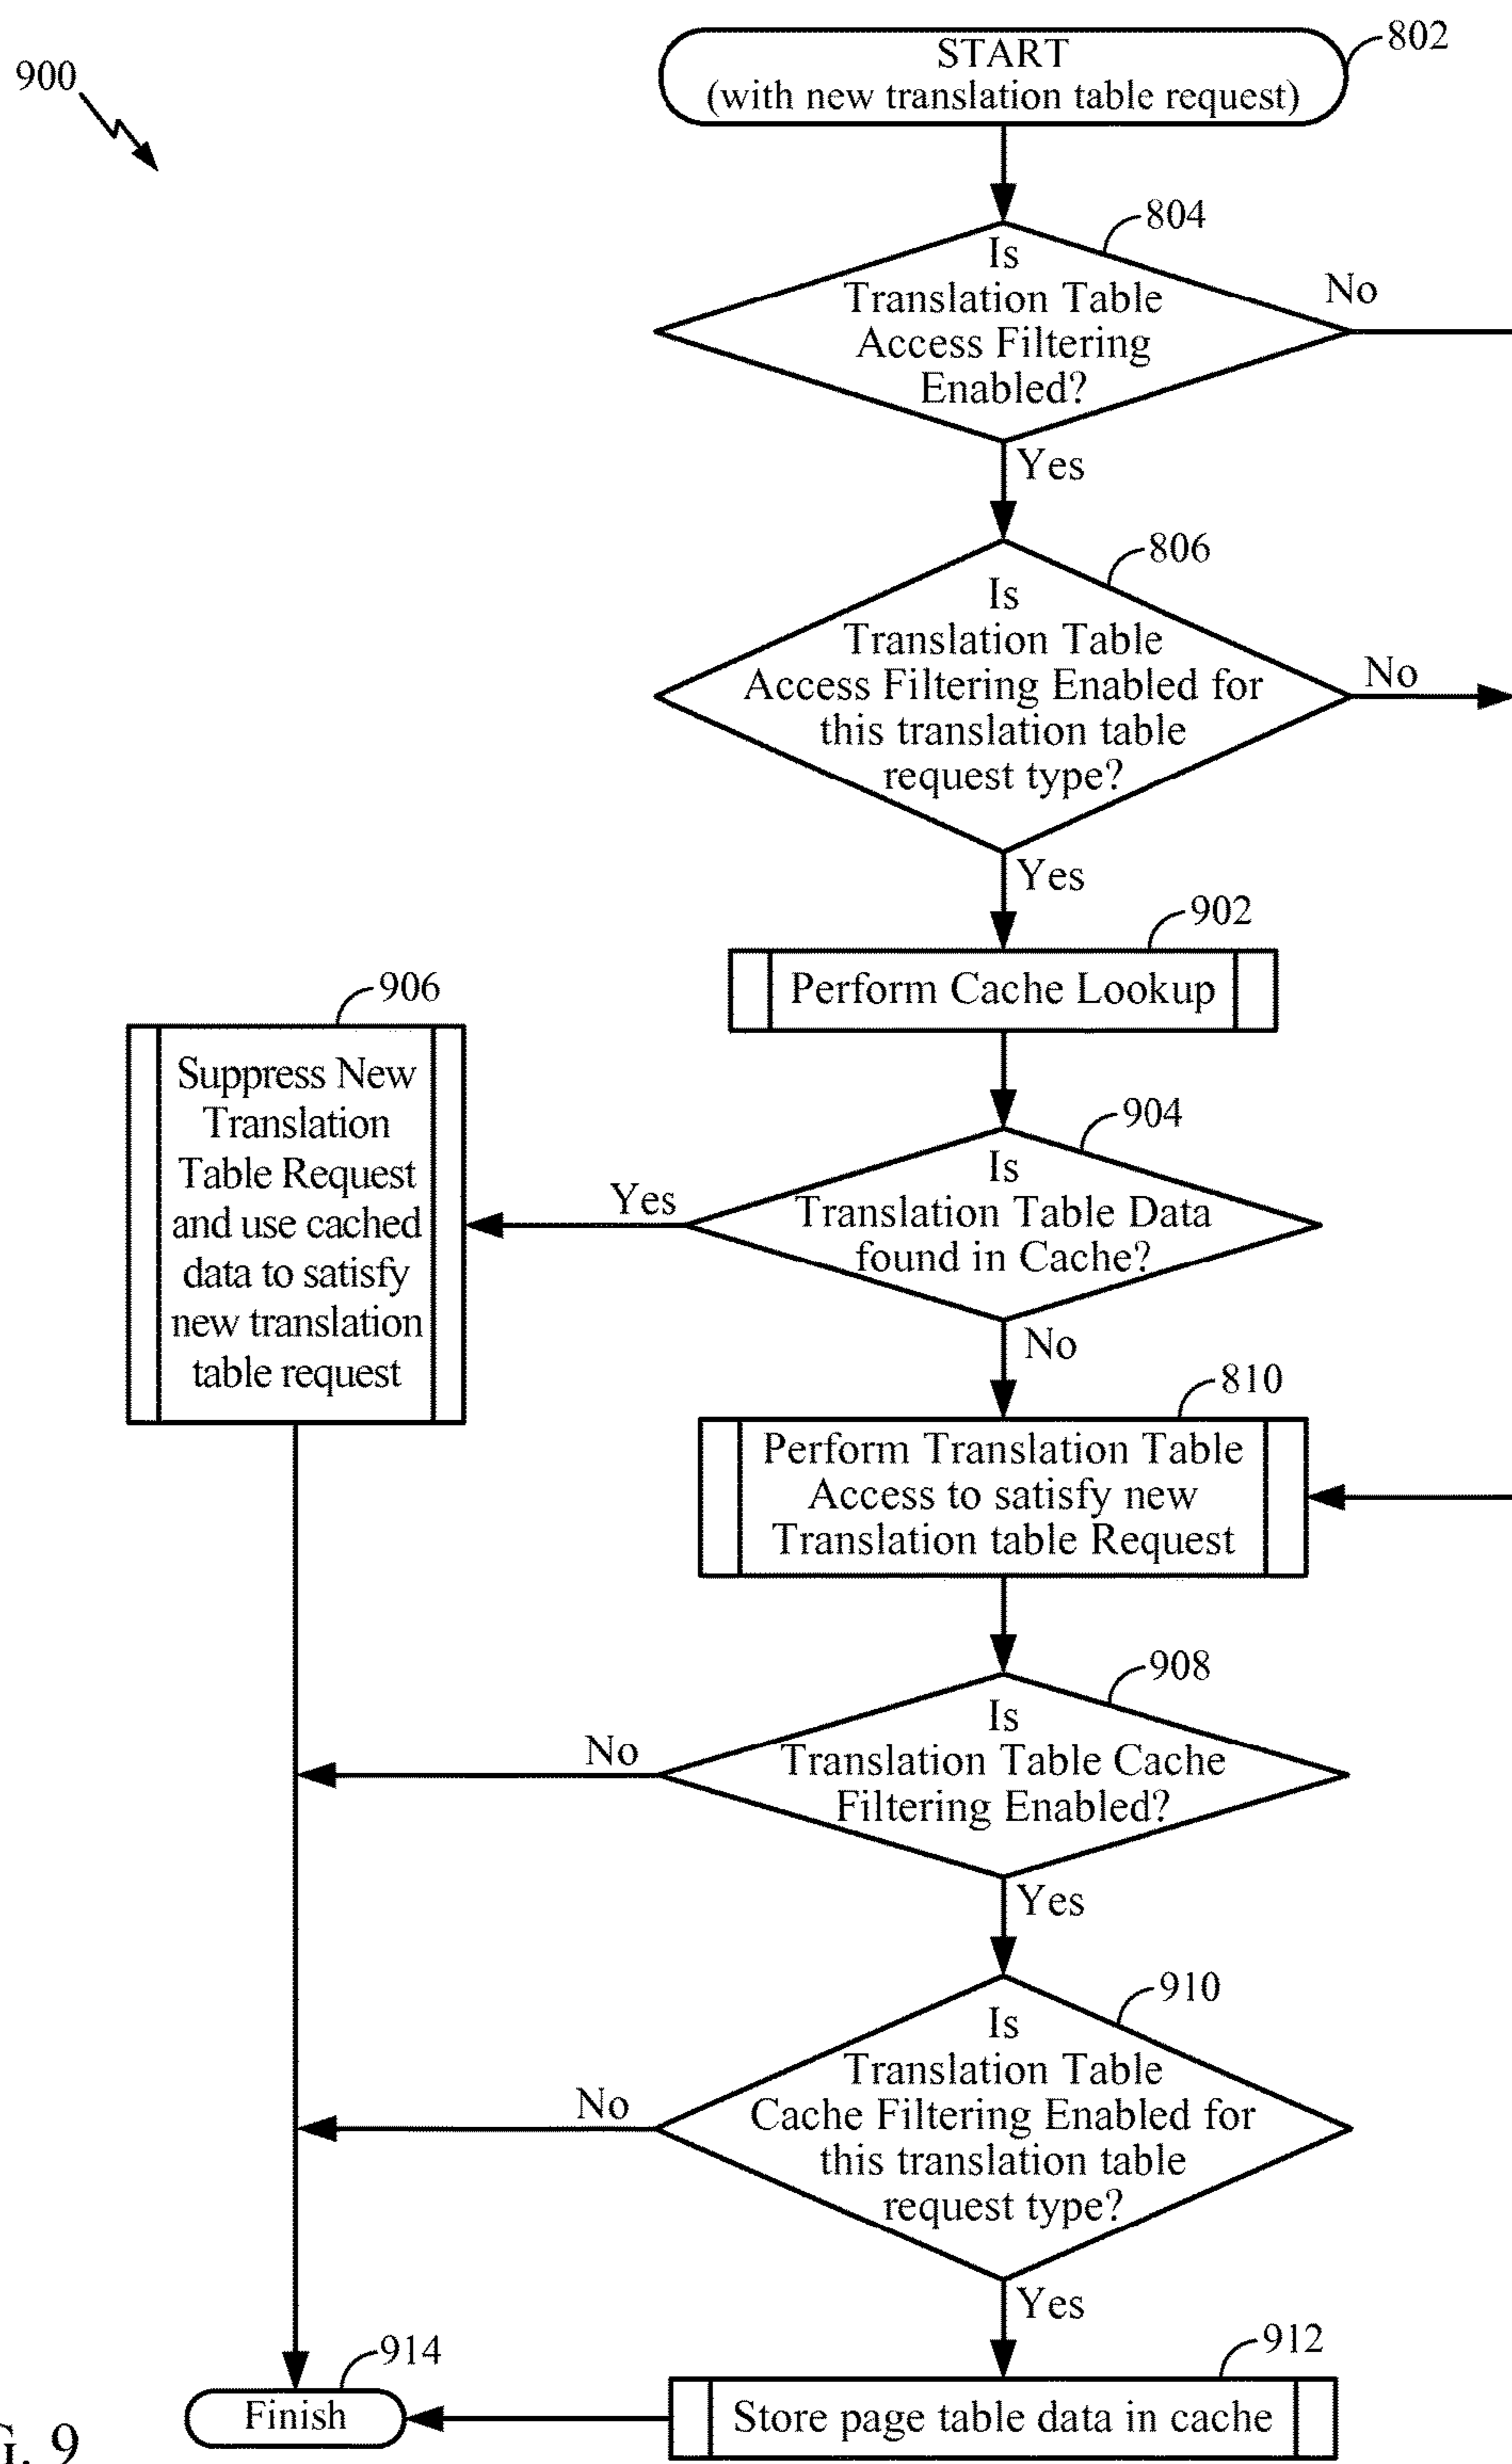 900
START
(with new translation table request)
802
804
Is
Translation Table
Access Filtering
Enabled?
No
Yes
806
Is
Translation Table
Access Filtering Enabled for
this translation table
request type?
No
Yes
902
Perform Cache Lookup
906
Suppress New
Translation
Table Request
and use cached
data to satisfy
new translation
table request
904
Is
Translation Table Data
found in Cache?
Yes
No
810
Perform Translation Table
Access to satisfy new
Translation table Request
908
Is
Translation Table Cache
Filtering Enabled?
No
Yes
910
Is
Translation Table
Cache Filtering Enabled for
this translation table
request type?
No
Yes
912
Store page table data in cache
914
Finish
9